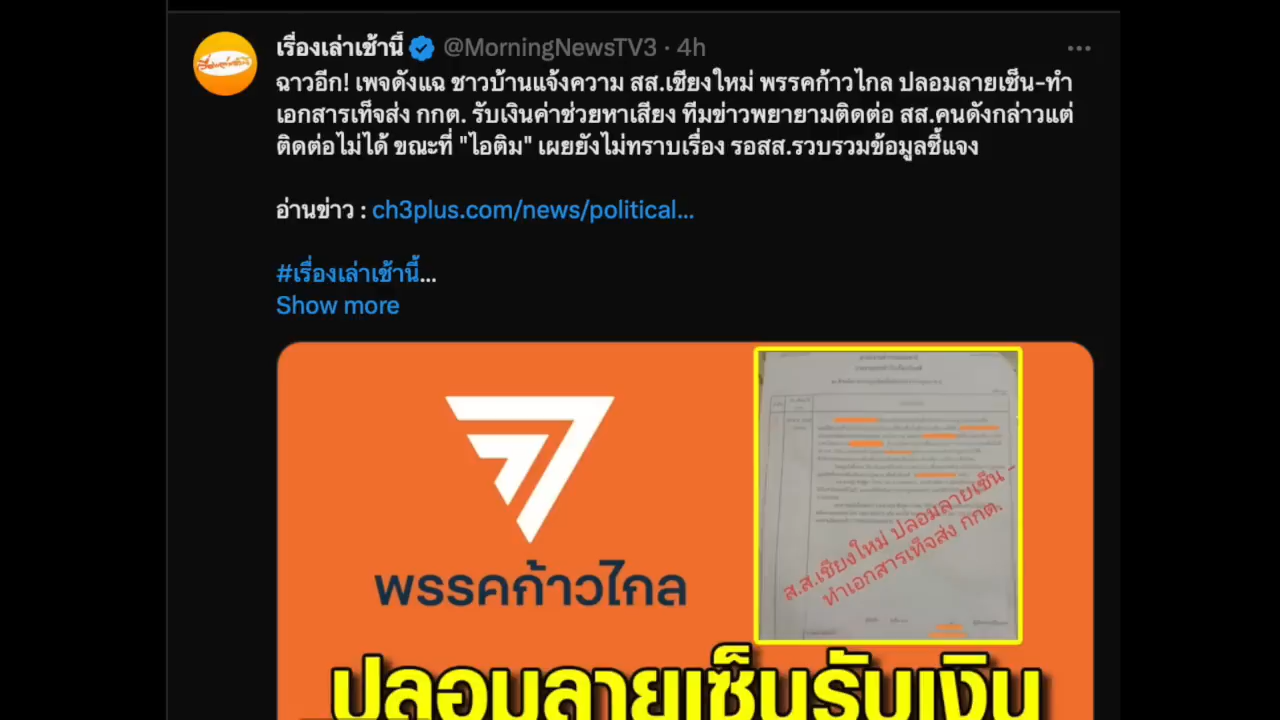 เรื่องเล่าเช้านี้ @MorningNewsTV3 · 4h
ฉาวอีก! เพจดังแฉ ชาวบ้านแจ้งความ สส.เชียงใหม่ พรรคก้าวไกล ปลอมลายเซ็น-ทำ
เอกสารเท็จส่ง กกต. รับเงินค่าช่วยหาเสียง ทีมข่าวพยายามติดต่อ สส.คนดังกล่าวแต่
ติดต่อไม่ได้ ขณะที่ "ไอติม" เผยยังไม่ทราบเรื่อง รอสส.รวบรวมข้อมูลชี้แจง
อ่านข่าว : ch3plus.com/news/political...
#เรื่องเล่าเช้านี้...
Show more
พรรคก้าวไกล
ส.ส.เชียงใหม่ ปลอมลายเซ็น -
ทำเอกสารเท็จส่ง กกต.
ปลอมลายเซ็นรับเงิน